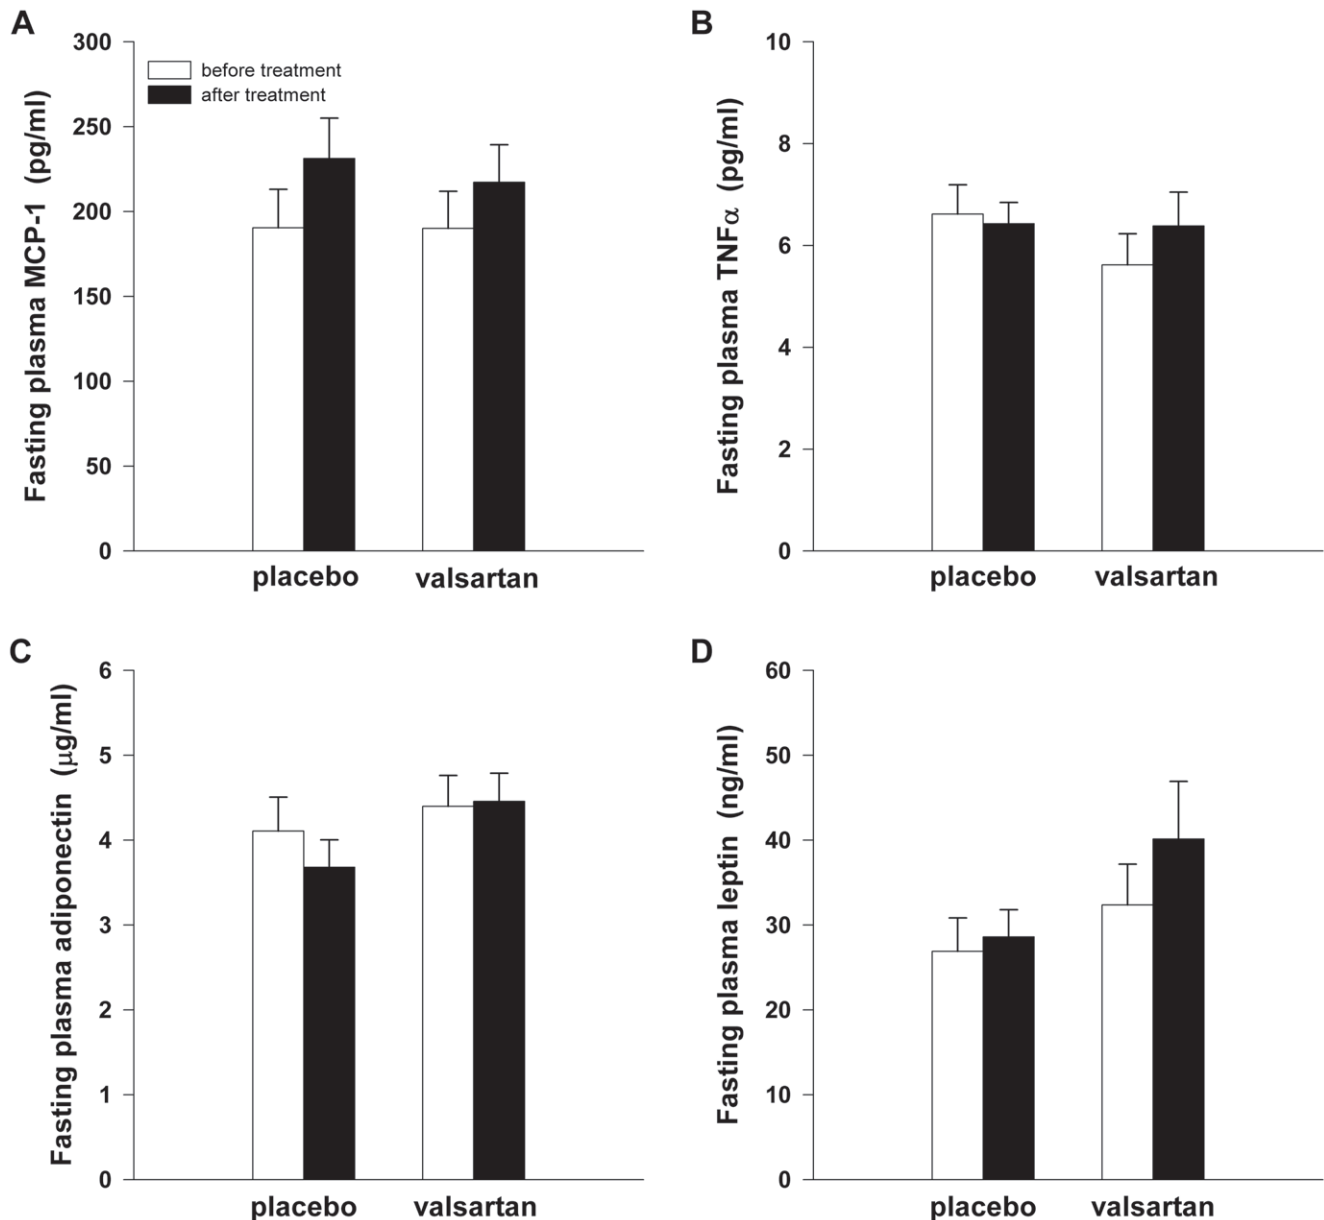 A
Fasting plasma MCP-1 (pg/ml)
300
250
200
150
100
50
0
before treatment
after treatment
placebo
valsartan
B
Fasting plasma TNFα (pg/ml)
10
8
6
4
2
0
placebo
valsartan
C
Fasting plasma adiponectin (μg/ml)
6
5
4
3
2
1
0
placebo
valsartan
D
Fasting plasma leptin (ng/ml)
60
50
40
30
20
10
0
placebo
valsartan